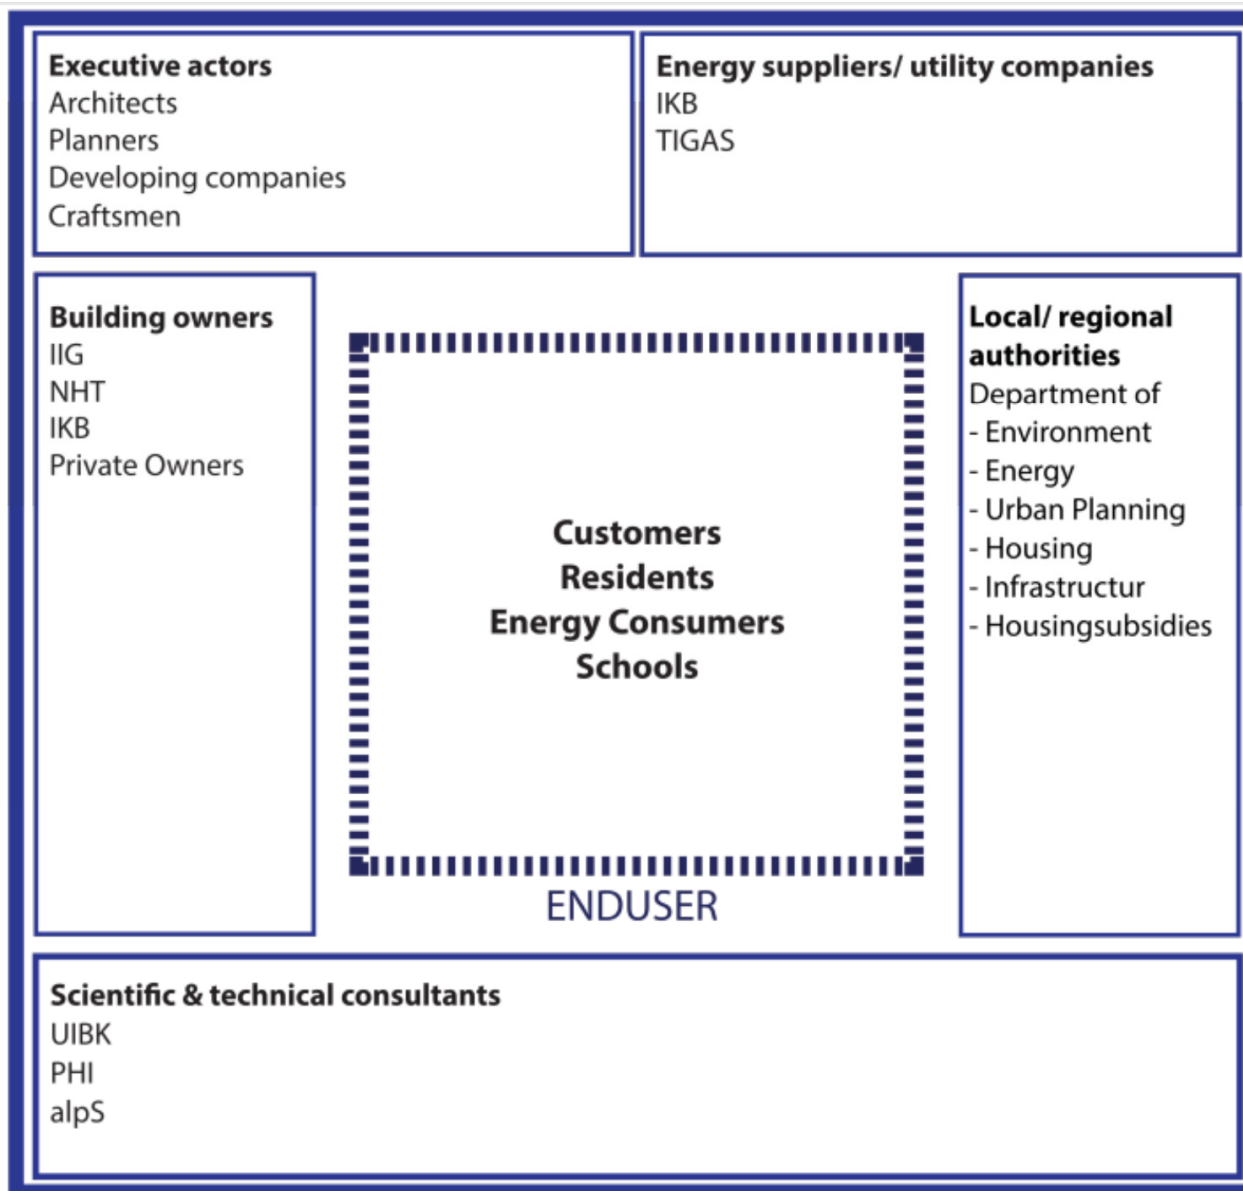 Executive actors
Architects
Planners
Developing companies
Craftsmen
Energy suppliers/ utility companies
IKB
TIGAS
Building owners
IIG
NHT
IKB
Private Owners
Customers
Residents
Energy Consumers
Schools
ENDUSER
Local/ regional
authorities
Department of
- Environment
- Energy
- Urban Planning
- Housing
- Infrastructur
- Housingsubsidies
Scientific & technical consultants
UIBK
PHI
alpS